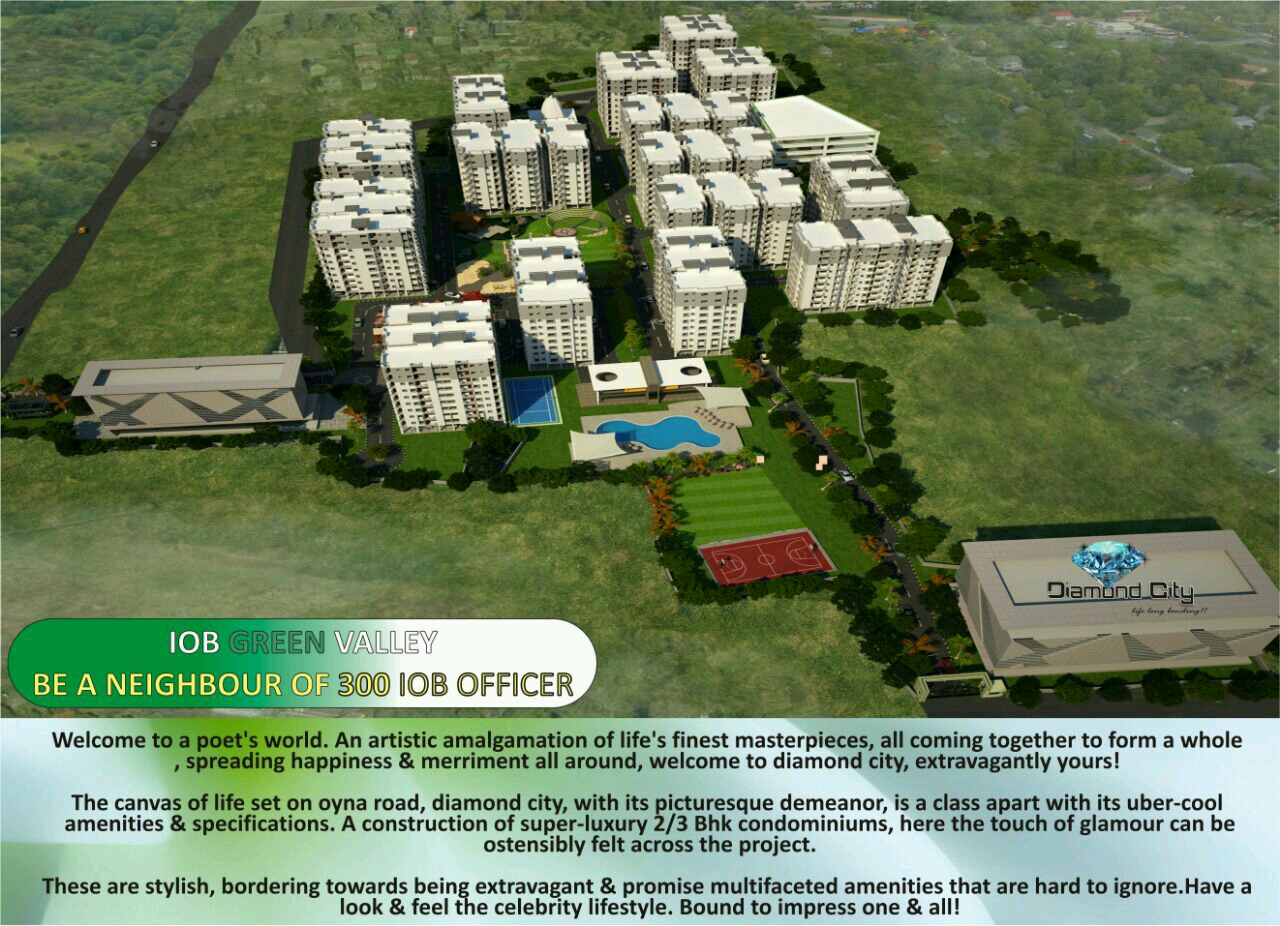 Diamond City
life long bonding!!
IOB GREEN VALLEY
BE A NEIGHBOUR OF 300 IOB OFFICER
Welcome to a poet's world. An artistic amalgamation of life's finest masterpieces, all coming together to form a whole
, spreading happiness & merriment all around, welcome to diamond city, extravagantly yours!
The canvas of life set on oyna road, diamond city, with its picturesque demeanor, is a class apart with its uber-cool
amenities & specifications. A construction of super-luxury 2/3 Bhk condominiums, here the touch of glamour can be
ostensibly felt across the project.
These are stylish, bordering towards being extravagant & promise multifaceted amenities that are hard to ignore.Have a
look & feel the celebrity lifestyle. Bound to impress one & all!